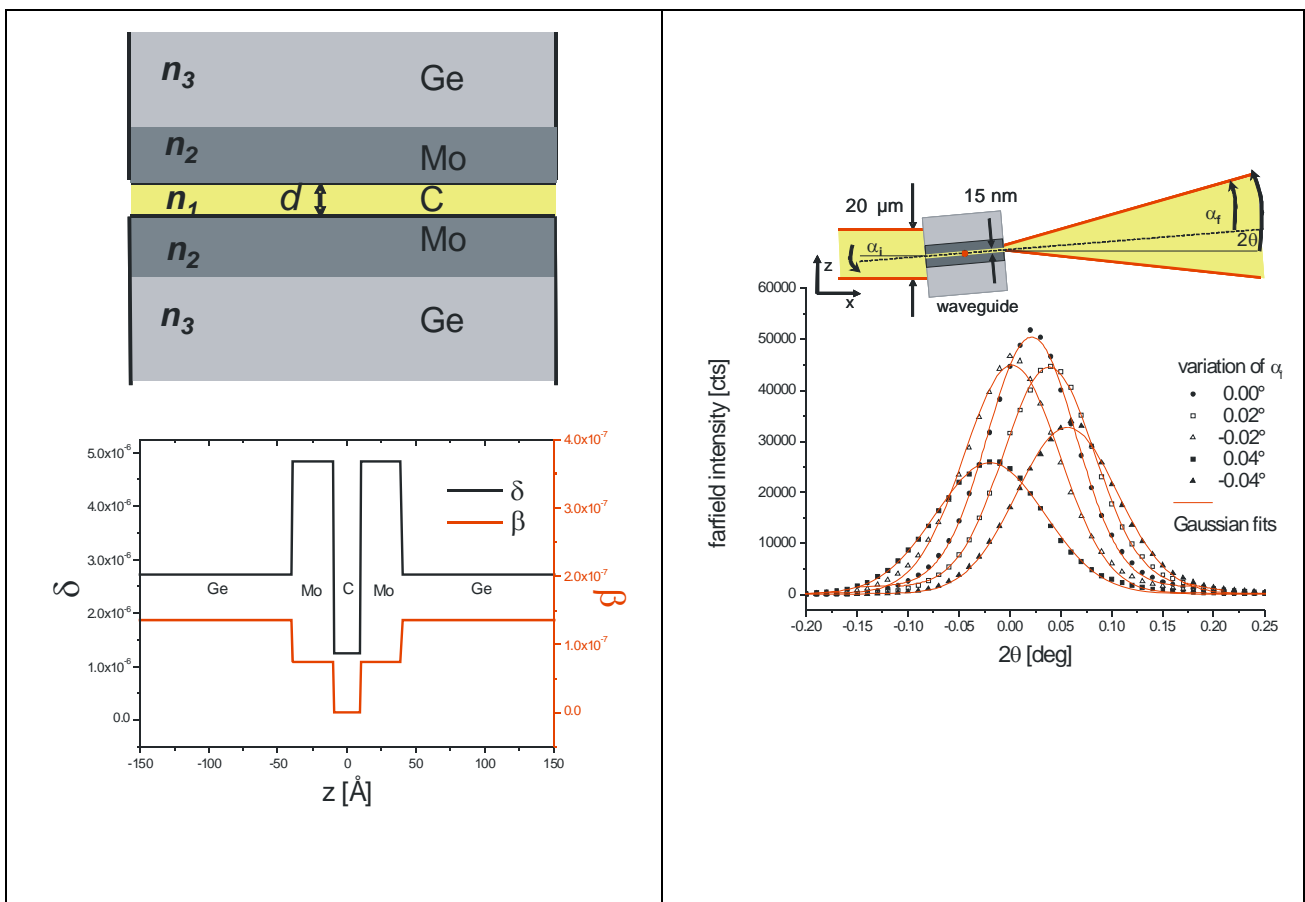 n3 Ge
n2 Mo
n1 d C
n2 Mo
n3 Ge
5.0x10-6
4.0x10-6
3.0x10-6
2.0x10-6
1.0x10-6
0.0
δ
4.0x10-7
3.0x10-7
2.0x10-7
1.0x10-7
0.0
β
δ
β
Ge Mo C Mo Ge
-150 -100 -50 0 50 100 150
z [Å]
20 µm
15 nm
αi
αf
2θ
z
x
waveguide
60000
50000
40000
30000
20000
10000
0
farfield intensity [cts]
variation of αi
0.00°
0.02°
-0.02°
0.04°
-0.04°
Gaussian fits
-0.20 -0.15 -0.10 -0.05 0.00 0.05 0.10 0.15 0.20 0.25
2θ [deg]